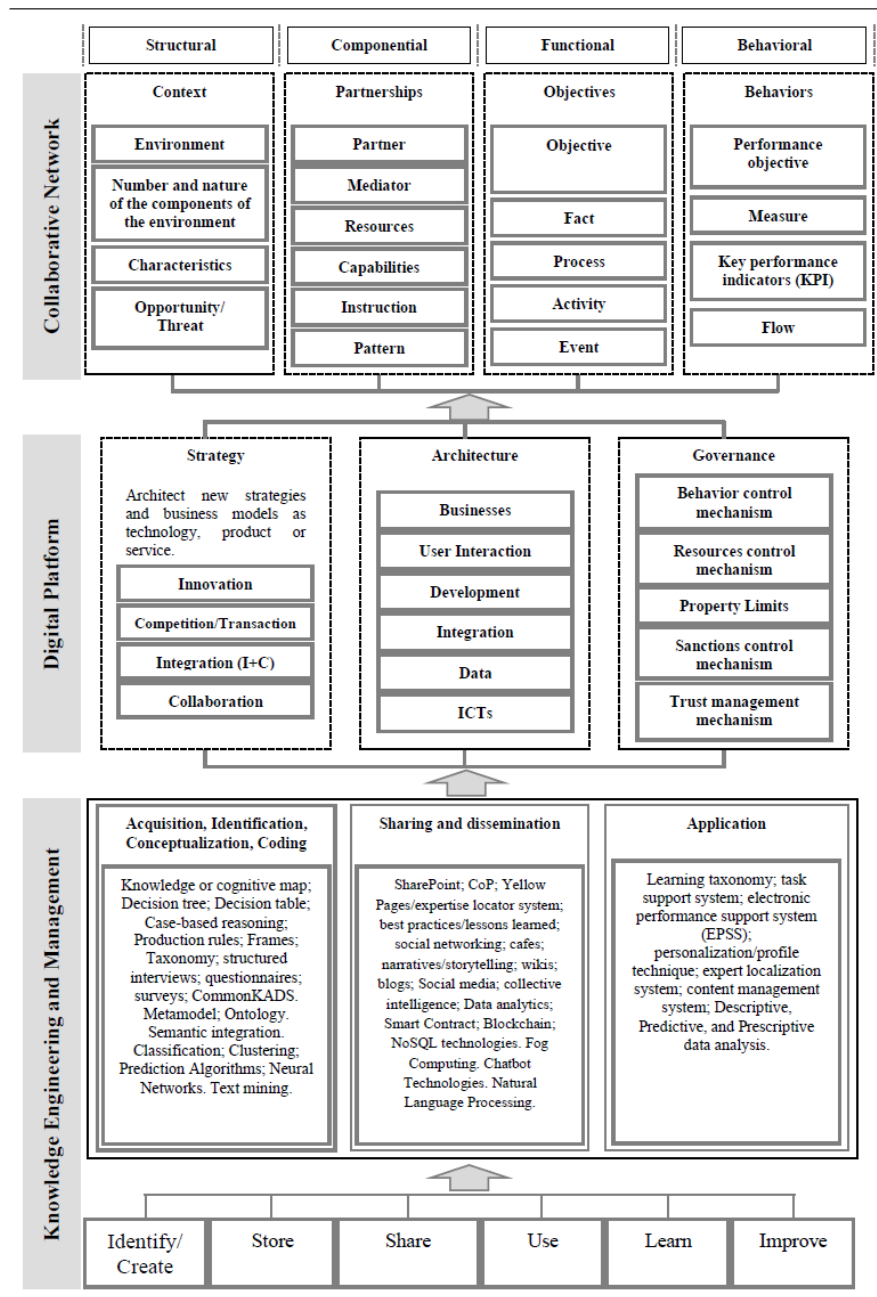 Structural
Componential
Functional
Behavioral
Collaborative Network
Context
Environment
Number and nature
of the components of
the environment
Characteristics
Opportunity/
Threat
Partnerships
Partner
Mediator
Resources
Capabilities
Instruction
Pattern
Objectives
Objective
Fact
Process
Activity
Event
Behaviors
Performance
objective
Measure
Key performance
indicators (KPI)
Flow
Digital Platform
Strategy
Architect new strategies
and business models as
technology, product or
service.
Innovation
Competition/Transaction
Integration (I+C)
Collaboration
Architecture
Businesses
User Interaction
Development
Integration
Data
ICTs
Governance
Behavior control
mechanism
Resources control
mechanism
Property Limits
Sanctions control
mechanism
Trust management
mechanism
Knowledge Engineering and Management
Acquisition, Identification,
Conceptualization, Coding
Knowledge or cognitive map;
Decision tree; Decision table;
Case-based reasoning;
Production rules; Frames;
Taxonomy; structured
interviews; questionnaires;
surveys; CommonKADS.
Metamodel; Ontology.
Semantic integration.
Classification; Clustering;
Prediction Algorithms; Neural
Networks. Text mining.
Sharing and dissemination
SharePoint; CoP; Yellow
Pages/expertise locator system;
best practices/lessons learned;
social networking; cafes;
narratives/storytelling; wikis;
blogs; Social media; collective
intelligence; Data analytics;
Smart Contract; Blockchain;
NoSQL technologies. Fog
Computing. Chatbot
Technologies. Natural
Language Processing.
Application
Learning taxonomy; task
support system; electronic
performance support system
(EPSS);
personalization/profile
technique; expert localization
system; content management
system; Descriptive,
Predictive, and Prescriptive
data analysis.
Identify/
Create
Store
Share
Use
Learn
Improve